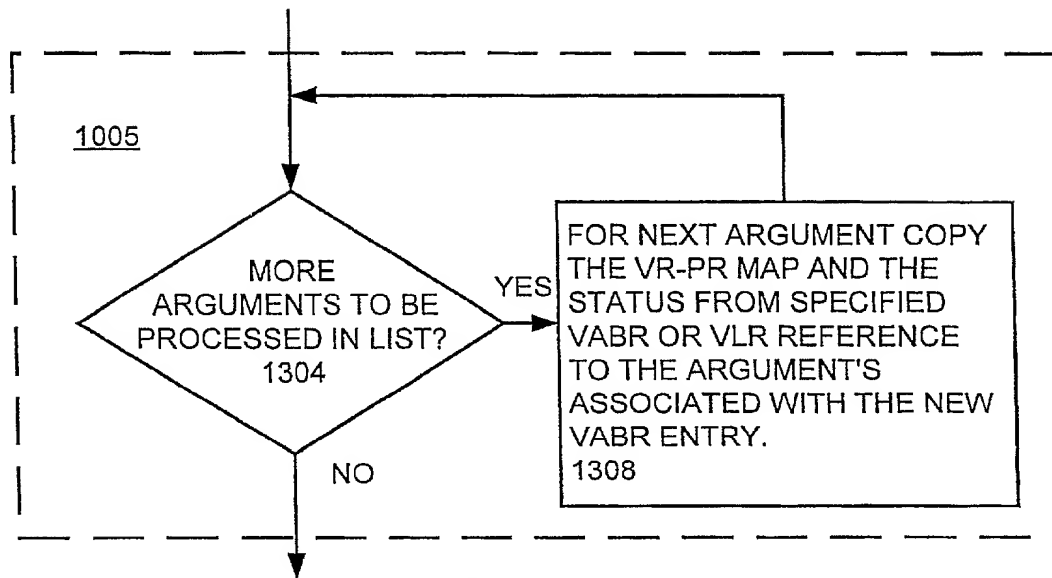 1005
MORE
ARGUMENTS TO BE
PROCESSED IN LIST?
1304
YES
NO
FOR NEXT ARGUMENT COPY
THE VR-PR MAP AND THE
STATUS FROM SPECIFIED
VABR OR VLR REFERENCE
TO THE ARGUMENT'S
ASSOCIATED WITH THE NEW
VABR ENTRY.
1308